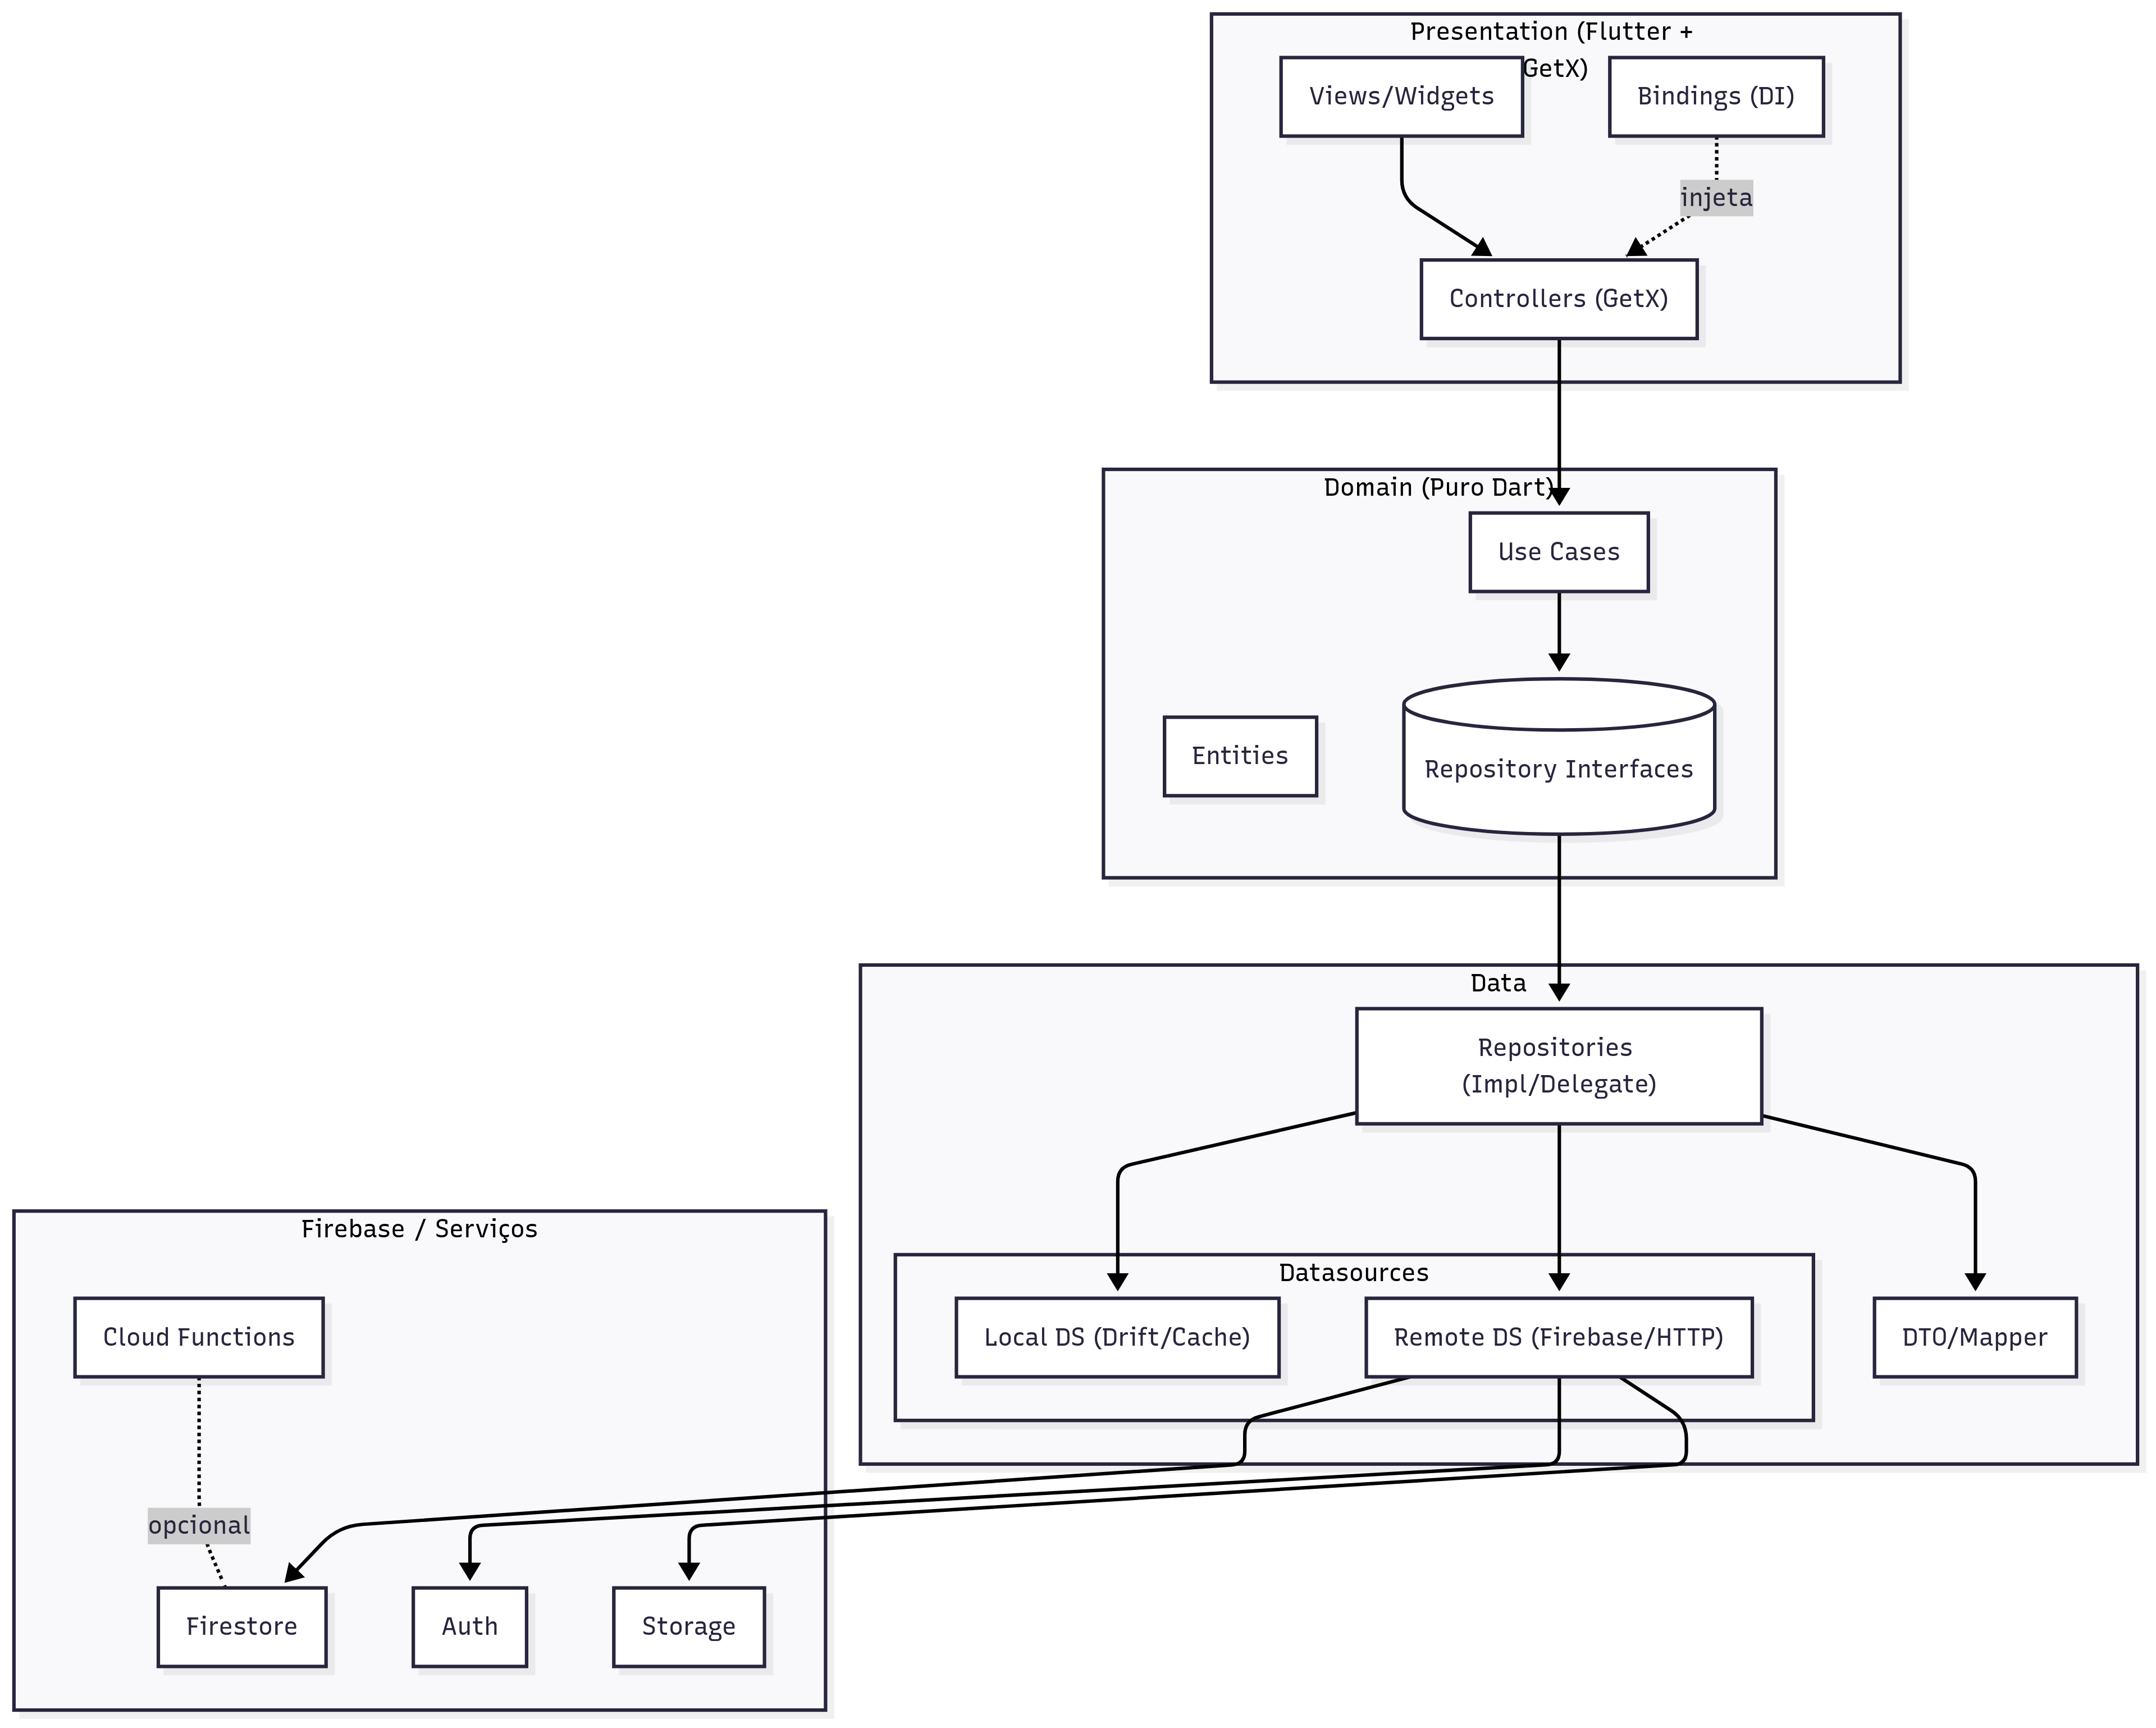 Presentation (Flutter +
GetX)
Views/Widgets
Bindings (DI)
injeta
Controllers (GetX)
Domain (Puro Dart)
Use Cases
Entities
Repository Interfaces
Data
Repositories
(Impl/Delegate)
Firebase / Serviços
Datasources
Cloud Functions
Local DS (Drift/Cache)
Remote DS (Firebase/HTTP)
DTO/Mapper
opcional
Firestore
Auth
Storage